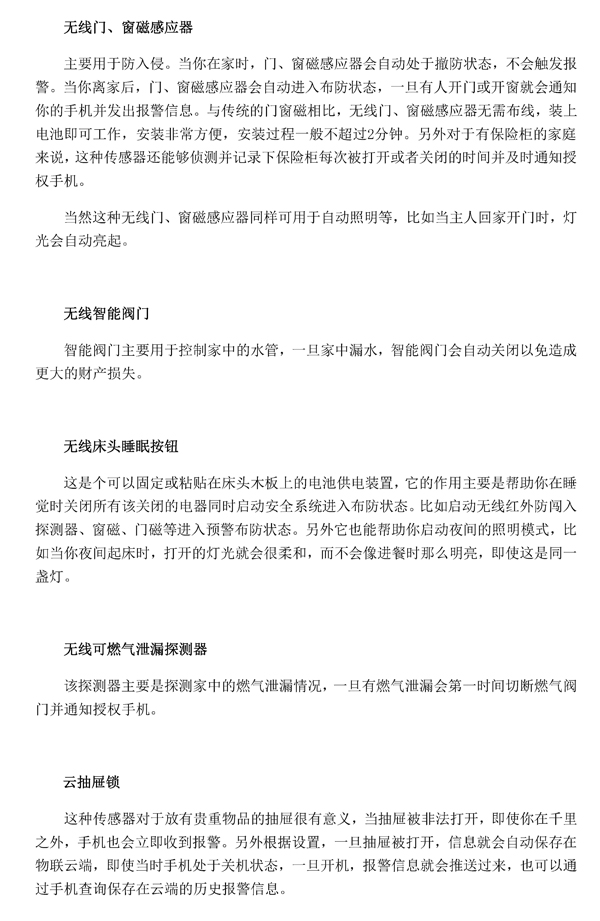 无线门、窗磁感应器
主要用于防入侵。当你在家时，门、窗磁感应器会自动处于撤防状态，不会触发报
警。当你离家后，门、窗磁感应器会自动进入布防状态，一旦有人开门或开窗就会通知
你的手机并发出报警信息。与传统的门窗磁相比，无线门、窗磁感应器无需布线，装上
电池即可工作，安装非常方便，安装过程一般不超过2分钟。另外对于有保险柜的家庭
来说，这种传感器还能够侦测并记录下保险柜每次被打开或者关闭的时间并及时通知授
权手机。
当然这种无线门、窗磁感应器同样可用于自动照明等，比如当主人回家开门时，灯
光会自动亮起。
无线智能阀门
智能阀门主要用于控制家中的水管，一旦家中漏水，智能阀门会自动关闭以免造成
更大的财产损失。
无线床头睡眠按钮
这是个可以固定或粘贴在床头木板上的电池供电装置，它的作用主要是帮助你在睡
觉时关闭所有该关闭的电器同时启动安全系统进入布防状态。比如启动无线红外防闯入
探测器、窗磁、门磁等进入预警布防状态。另外它也能帮助你启动夜间的照明模式，比
如当你夜间起床时，打开的灯光就会很柔和，而不会像进餐时那么明亮，即使这是同一
盏灯。
无线可燃气泄漏探测器
该探测器主要是探测家中的燃气泄漏情况，一旦有燃气泄漏会第一时间切断燃气阀
门并通知授权手机。
云抽屉锁
这种传感器对于放有贵重物品的抽屉很有意义，当抽屉被非法打开，即使你在千里
之外，手机也会立即收到报警。另外根据设置，一旦抽屉被打开，信息就会自动保存在
物联云端，即使当时手机处于关机状态，一旦开机，报警信息就会推送过来，也可以通
过手机查询保存在云端的历史报警信息。